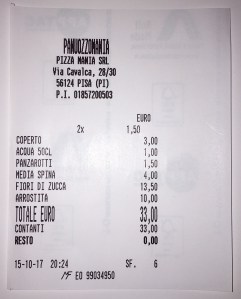 PANUOZZOMANIA
PIZZA MANIA SRL
Via Cavalca, 28/30
56124 PISA (PI)
P.I. 01857200503
EURO
2x 1,50
COPERTO 3,00
ACQUA 50CL 1,00
PANZAROTTI 1,50
MEDIA SPINA 4,00
FIORI DI ZUCCA 13,50
ARROSTITA 10,00
TOTALE EURO 33,00
CONTANTI 33,00
RESTO 0,00
15-10-17 20:24 SF. 6
MF EO 99034950